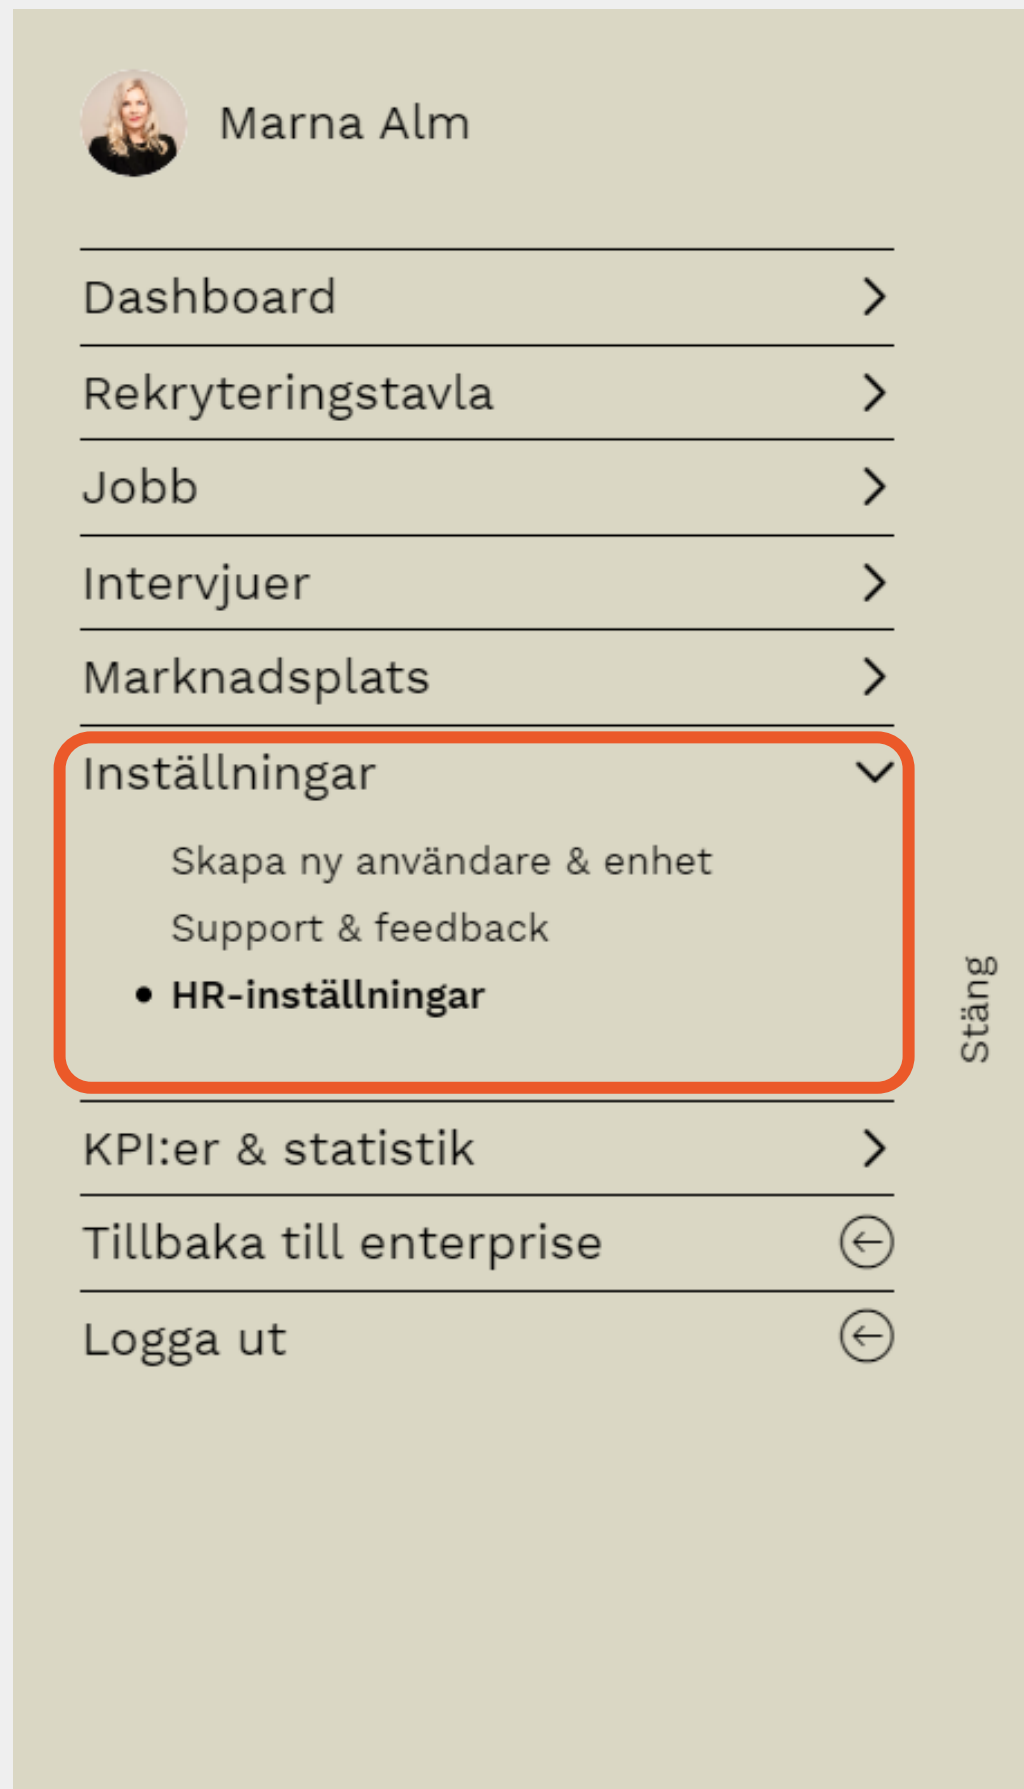 Marna Alm
Dashboard
Rekryteringstavla
Jobb
Intervjuer
Marknadsplats
Inställningar
Skapa ny användare & enhet
Support & feedback
HR-inställningar
Stäng
KPI:er & statistik
Tillbaka till enterprise
Logga ut